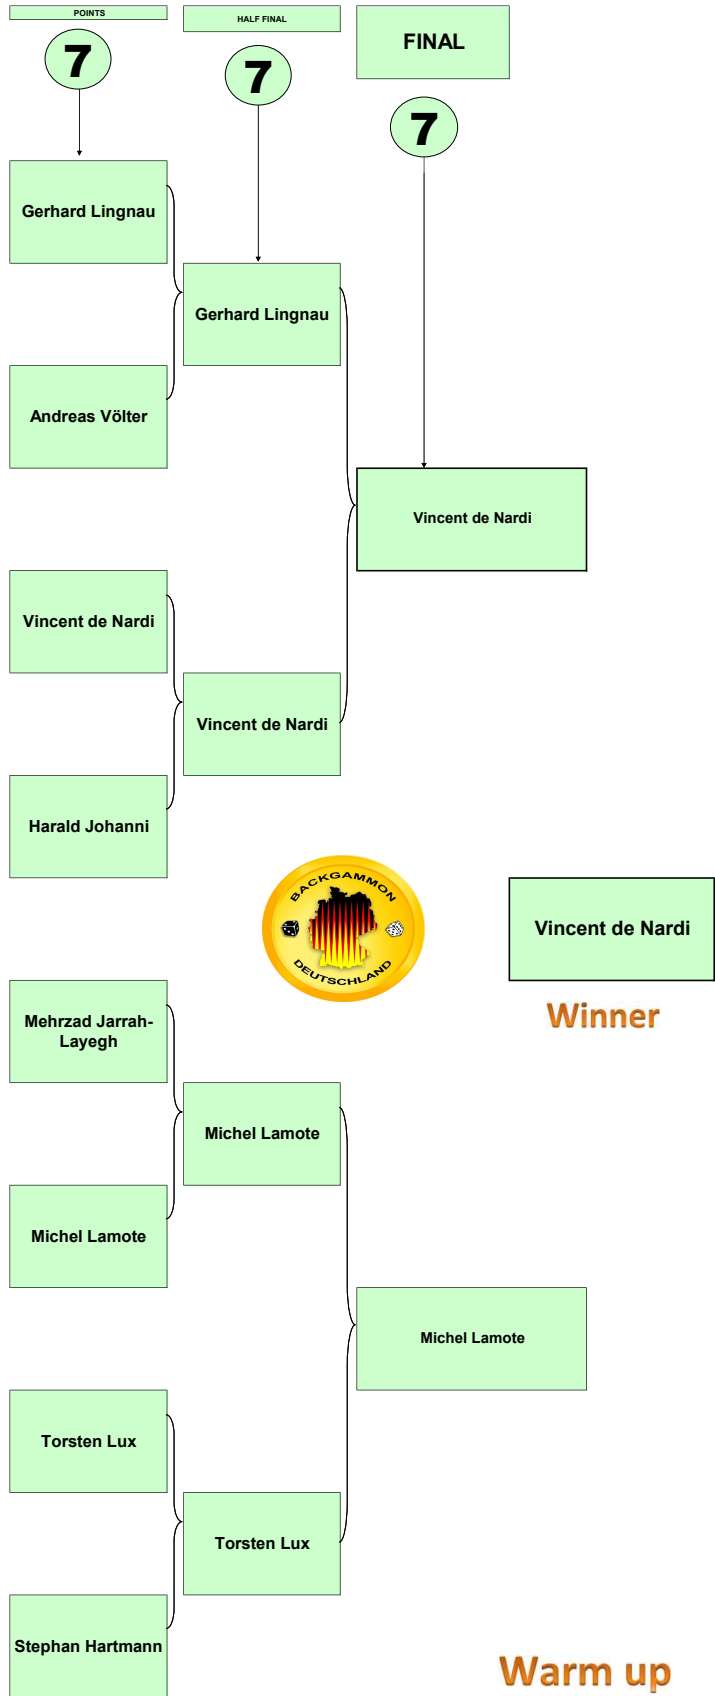 POINTS
HALF FINAL
FINAL
7
7
7
Gerhard Lingnau
Gerhard Lingnau
Andreas Völter
Vincent de Nardi
Vincent de Nardi
Vincent de Nardi
Harald Johanni
BACKGAMMON
DEUTSCHLAND
Vincent de Nardi
Winner
Mehrzad Jarrah-
Layegh
Michel Lamote
Michel Lamote
Michel Lamote
Torsten Lux
Torsten Lux
Stephan Hartmann
Warm up